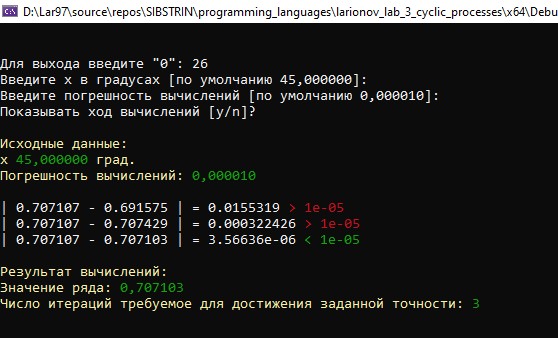 D:\Lar97\source\repos\SIBSTRIN\programming_languages\larionov_lab_3_cyclic_processes\x64\Debu
Для выхода введите "0": 26
Введите x в градусах [по умолчанию 45,000000]:
Введите погрешность вычислений [по умолчанию 0,000010]:
Показывать ход вычислений [y/n]?
Исходные данные:
x 45,000000 град.
Погрешность вычислений: 0,000010
| 0.707107 - 0.691575 | = 0.0155319 > 1e-05
| 0.707107 - 0.707429 | = 0.000322426 > 1e-05
| 0.707107 - 0.707103 | = 3.56636e-06 < 1e-05
Результат вычислений:
Значение ряда: 0,707103
Число итераций требуемое для достижения заданной точности: 3